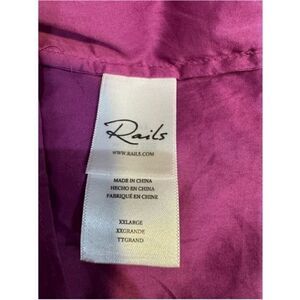 Rails
WWW.RAILS.COM
MADE IN CHINA
HECHO EN CHINA
FABRIQUÉ EN CHINE
XXLARGE
XXGRANDE
TTGRAND